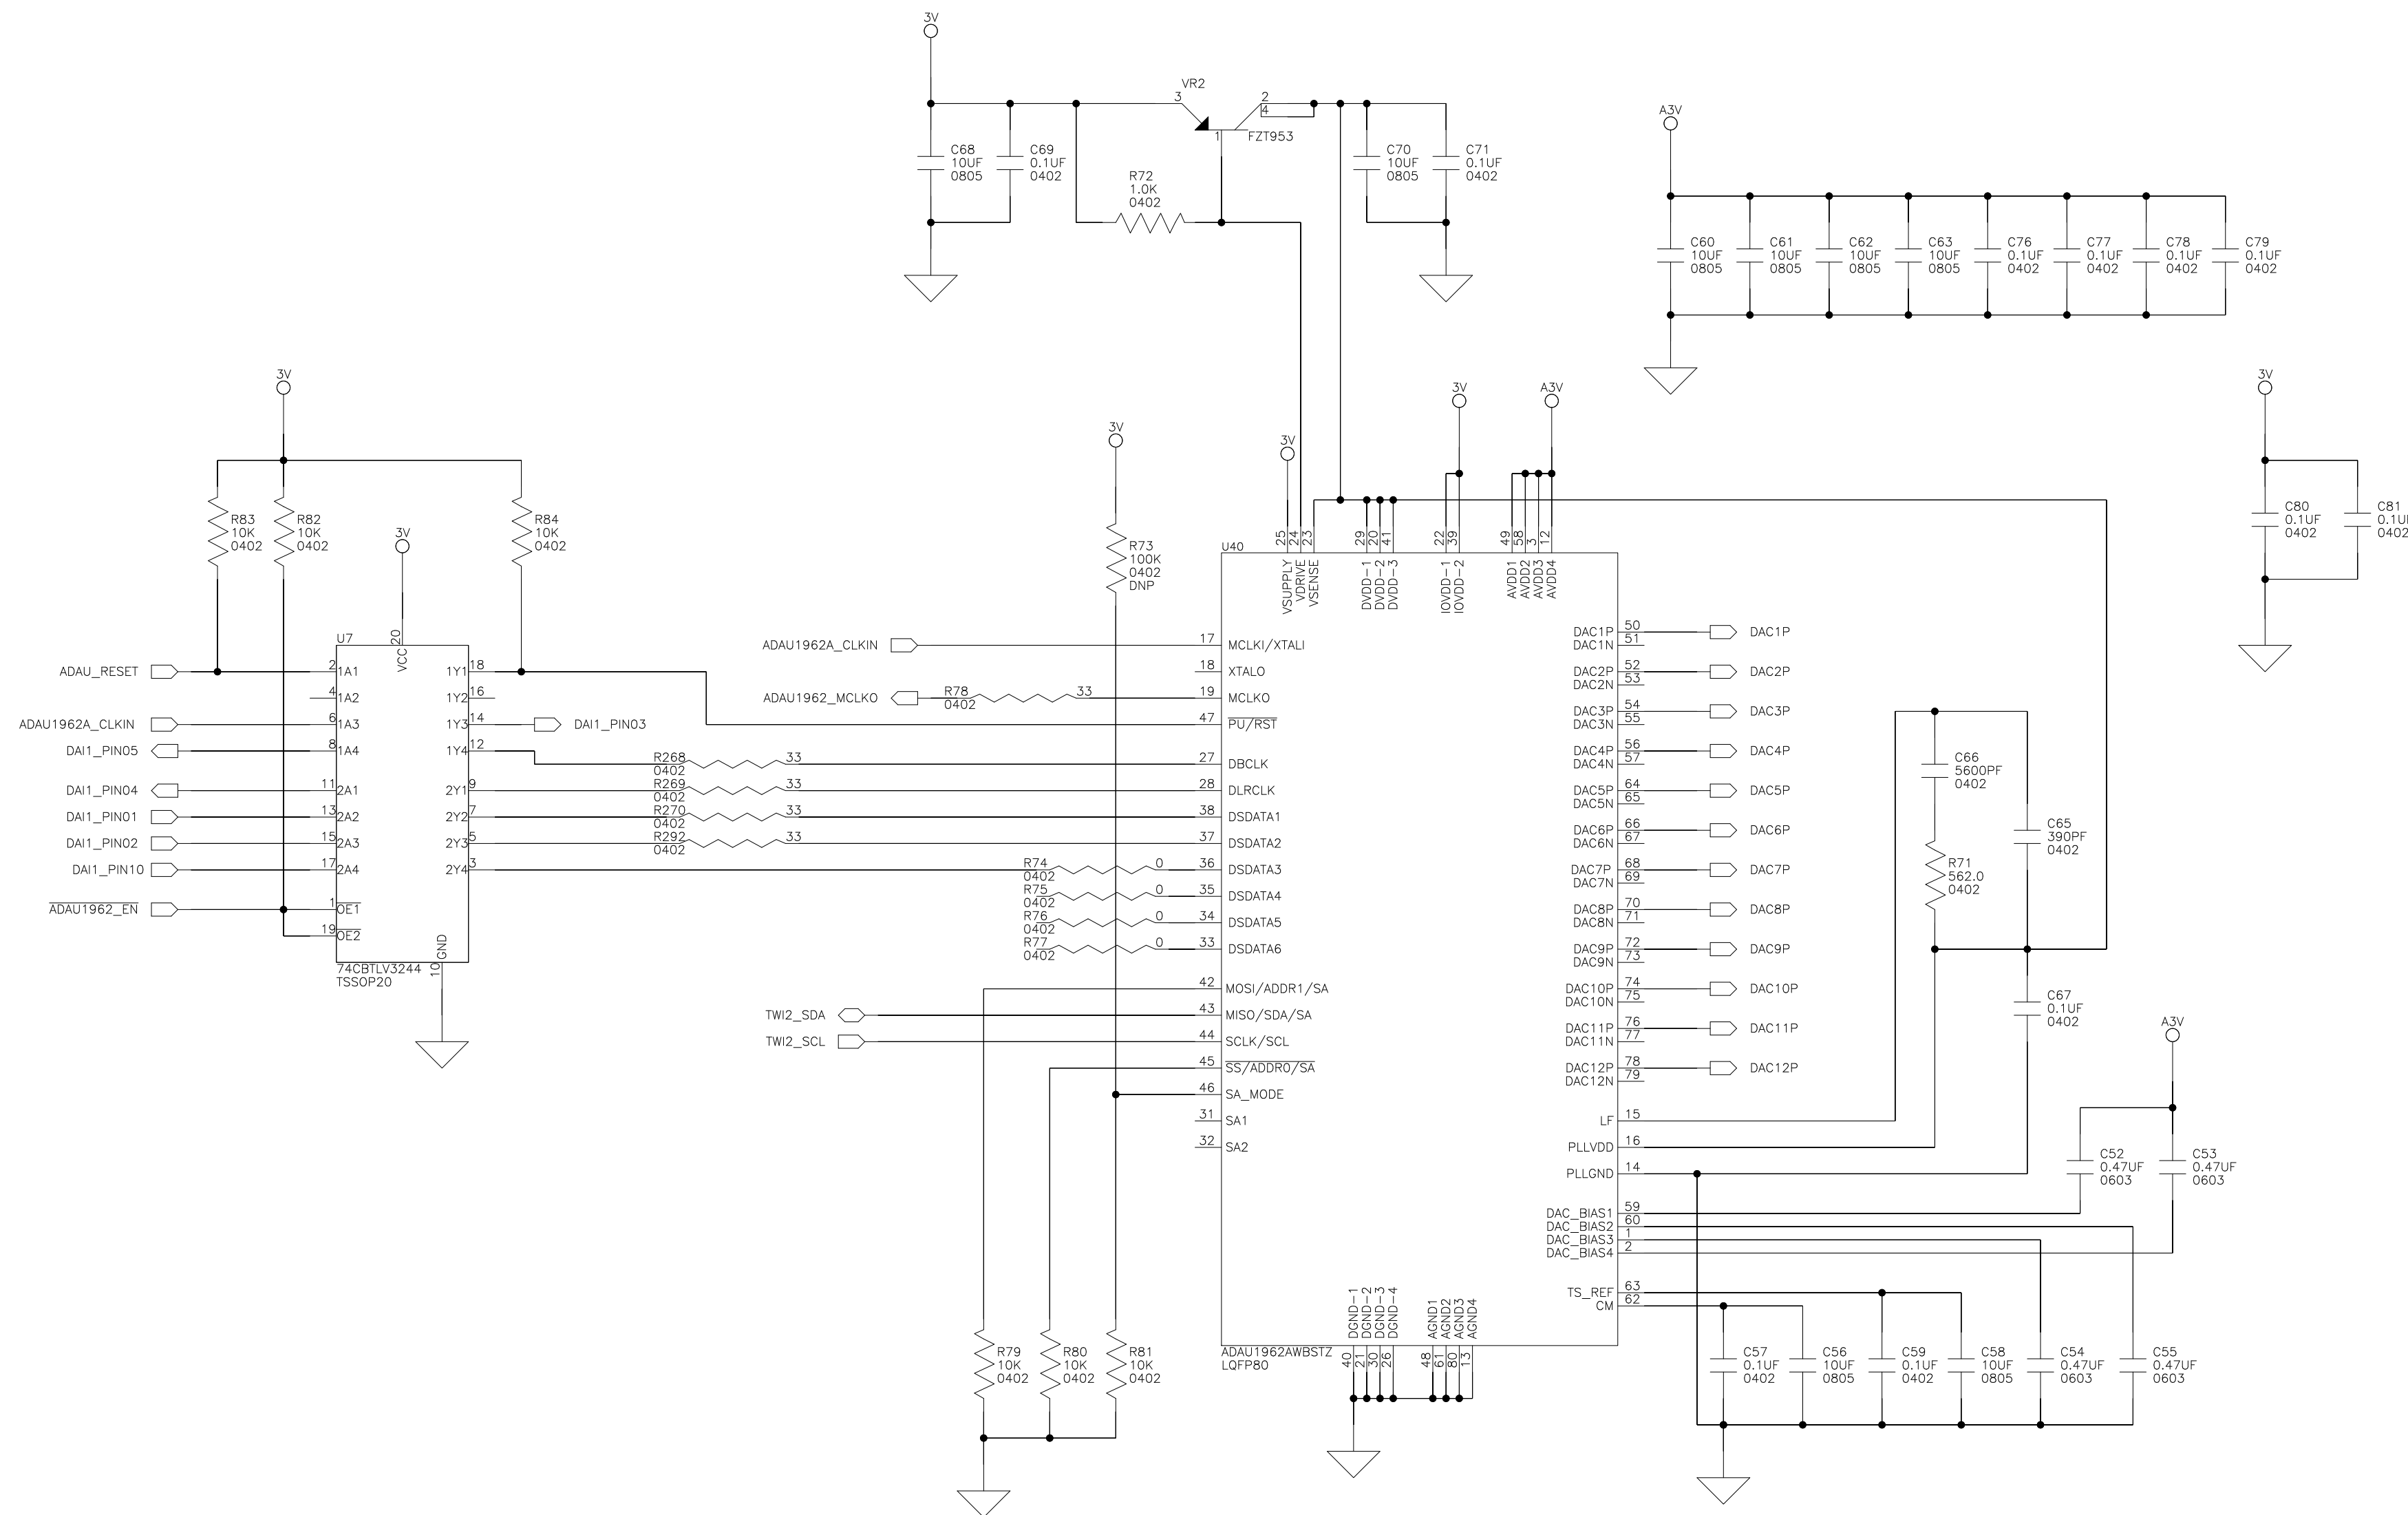 3V
VR2
3
2
4
1
FZT953
C68
10UF
0805
C69
0.1UF
0402
R72
1.0K
0402
C70
10UF
0805
C71
0.1UF
0402
A3V
C60
10UF
0805
C61
10UF
0805
C62
10UF
0805
C63
10UF
0805
C76
0.1UF
0402
C77
0.1UF
0402
C78
0.1UF
0402
C79
0.1UF
0402
3V
C80
0.1UF
0402
C81
0.1UF
0402
3V
R83
10K
0402
R82
10K
0402
R84
10K
0402
3V
U7
20
VCC
ADAU_RESET 2 1A1
4 1A2
ADAU1962A_CLKIN 6 1A3
DAI1_PIN05 8 1A4
DAI1_PIN04 11 2A1
DAI1_PIN01 13 2A2
DAI1_PIN02 15 2A3
DAI1_PIN10 17 2A4
ADAU1962_EN 1 OE1
19 OE2
1Y1 18
1Y2 16
1Y3 14 DAI1_PIN03
1Y4 12
2Y1 9
2Y2 7
2Y3 5
2Y4 3
GND
10
74CBTLV3244
TSSOP20
R268 33
0402
R269 33
0402
R270 33
0402
R292 33
0402
3V
R73
100K
0402
DNP
3V
3V
A3V
U40
25 VSUPPLY
24 VDRIVE
23 VSENSE
29 DVDD-1
20 DVDD-2
41 DVDD-3
22 IOVDD-1
39 IOVDD-2
49 AVDD1
58 AVDD2
3 AVDD3
12 AVDD4
ADAU1962A_CLKIN 17 MCLKI/XTALI
18 XTALO
ADAU1962_MCLKO R78 33 19 MCLKO
0402
47 PU/RST
27 DBCLK
28 DLRCLK
38 DSDATA1
37 DSDATA2
R74 0 36 DSDATA3
0402
R75 0 35 DSDATA4
0402
R76 0 34 DSDATA5
0402
R77 0 33 DSDATA6
0402
42 MOSI/ADDR1/SA
TWI2_SDA 43 MISO/SDA/SA
TWI2_SCL 44 SCLK/SCL
45 SS/ADDR0/SA
46 SA_MODE
31 SA1
32 SA2
R79
10K
0402
R80
10K
0402
R81
10K
0402
DAC1P 50 DAC1P
DAC1N 51
DAC2P 52 DAC2P
DAC2N 53
DAC3P 54 DAC3P
DAC3N 55
DAC4P 56 DAC4P
DAC4N 57
DAC5P 64 DAC5P
DAC5N 65
DAC6P 66 DAC6P
DAC6N 67
DAC7P 68 DAC7P
DAC7N 69
DAC8P 70 DAC8P
DAC8N 71
DAC9P 72 DAC9P
DAC9N 73
DAC10P 74 DAC10P
DAC10N 75
DAC11P 76 DAC11P
DAC11N 77
DAC12P 78 DAC12P
DAC12N 79
LF 15
PLLVDD 16
PLLGND 14
DAC_BIAS1 59
DAC_BIAS2 60
DAC_BIAS3 1
DAC_BIAS4 2
TS_REF 63
CM 62
DGND-1 40
DGND-2 21
DGND-3 30
DGND-4 26
AGND1 48
AGND2 61
AGND3 80
AGND4 13
ADAU1962AWBSTZ
LQFP80
C66
5600PF
0402
C65
390PF
0402
R71
562.0
0402
C67
0.1UF
0402
A3V
C52
0.47UF
0603
C53
0.47UF
0603
C57
0.1UF
0402
C56
10UF
0805
C59
0.1UF
0402
C58
10UF
0805
C54
0.47UF
0603
C55
0.47UF
0603